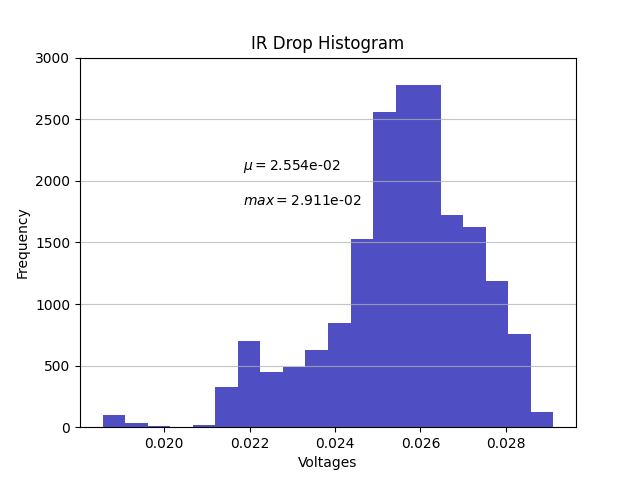 IR Drop Histogram
3000
2500
2000
1500
1000
500
0
Frequency
μ = 2.554e-02
max = 2.911e-02
0.020 0.022 0.024 0.026 0.028
Voltages